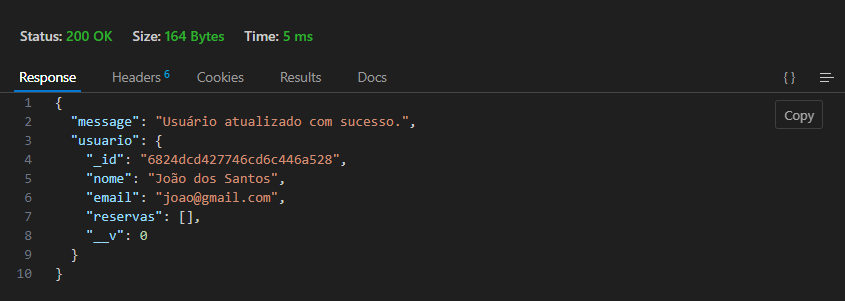 Status: 200 OK Size: 164 Bytes Time: 5 ms
Response Headers 6 Cookies Results Docs {}
1 {
Copy
2 "message": "Usuário atualizado com sucesso.",
3 "usuario": {
4 "_id": "6824dcd427746cd6c446a528",
5 "nome": "João dos Santos",
6 "email": "joao@gmail.com",
7 "reservas": [],
8 "__v": 0
9 }
10 }